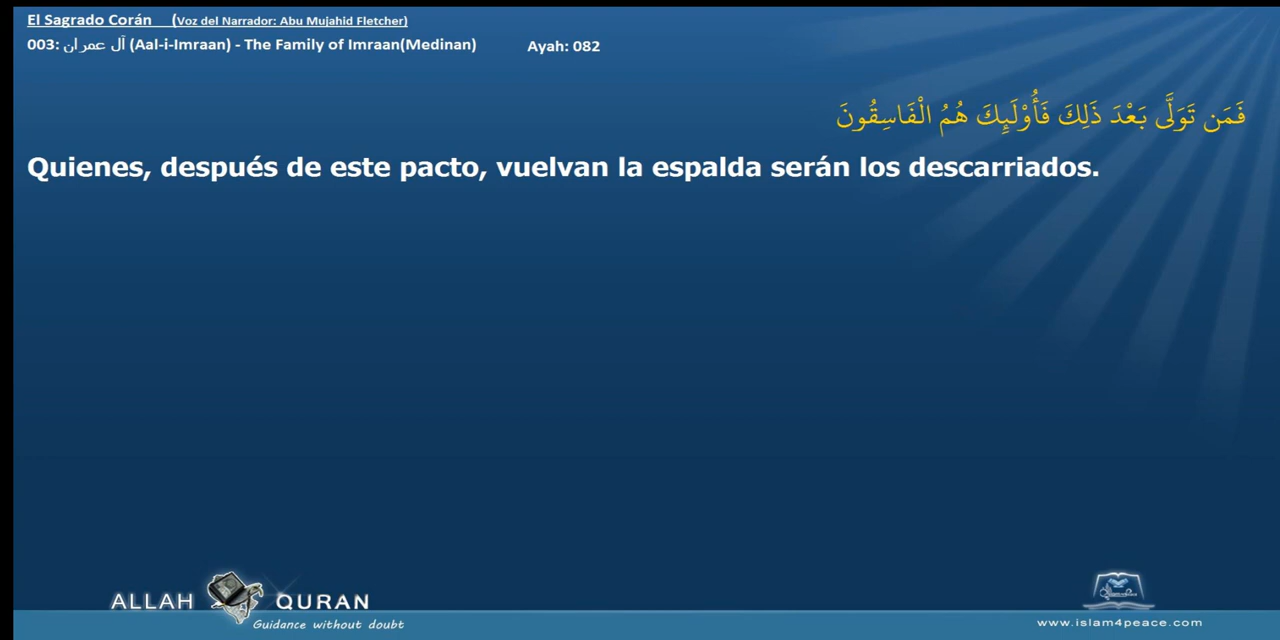 El Sagrado Corán (Voz del Narrador: Abu Mujahid Fletcher)
003: آل عمران (Aal-i-Imraan) - The Family of Imraan(Medinan) Ayah: 082
فَمَن تَوَلَّى بَعْدَ ذَلِكَ فَأُوْلَئِكَ هُمُ الْفَاسِقُونَ
Quienes, después de este pacto, vuelvan la espalda serán los descarriados.
ALLAH QURAN
Guidance without doubt
www.islam4peace.com